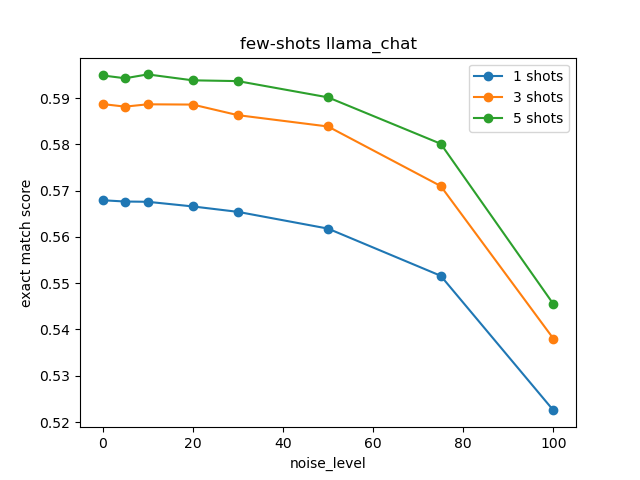 few-shots llama_chat
1 shots
3 shots
5 shots
exact match score
0.59
0.58
0.57
0.56
0.55
0.54
0.53
0.52
0 20 40 60 80 100
noise_level